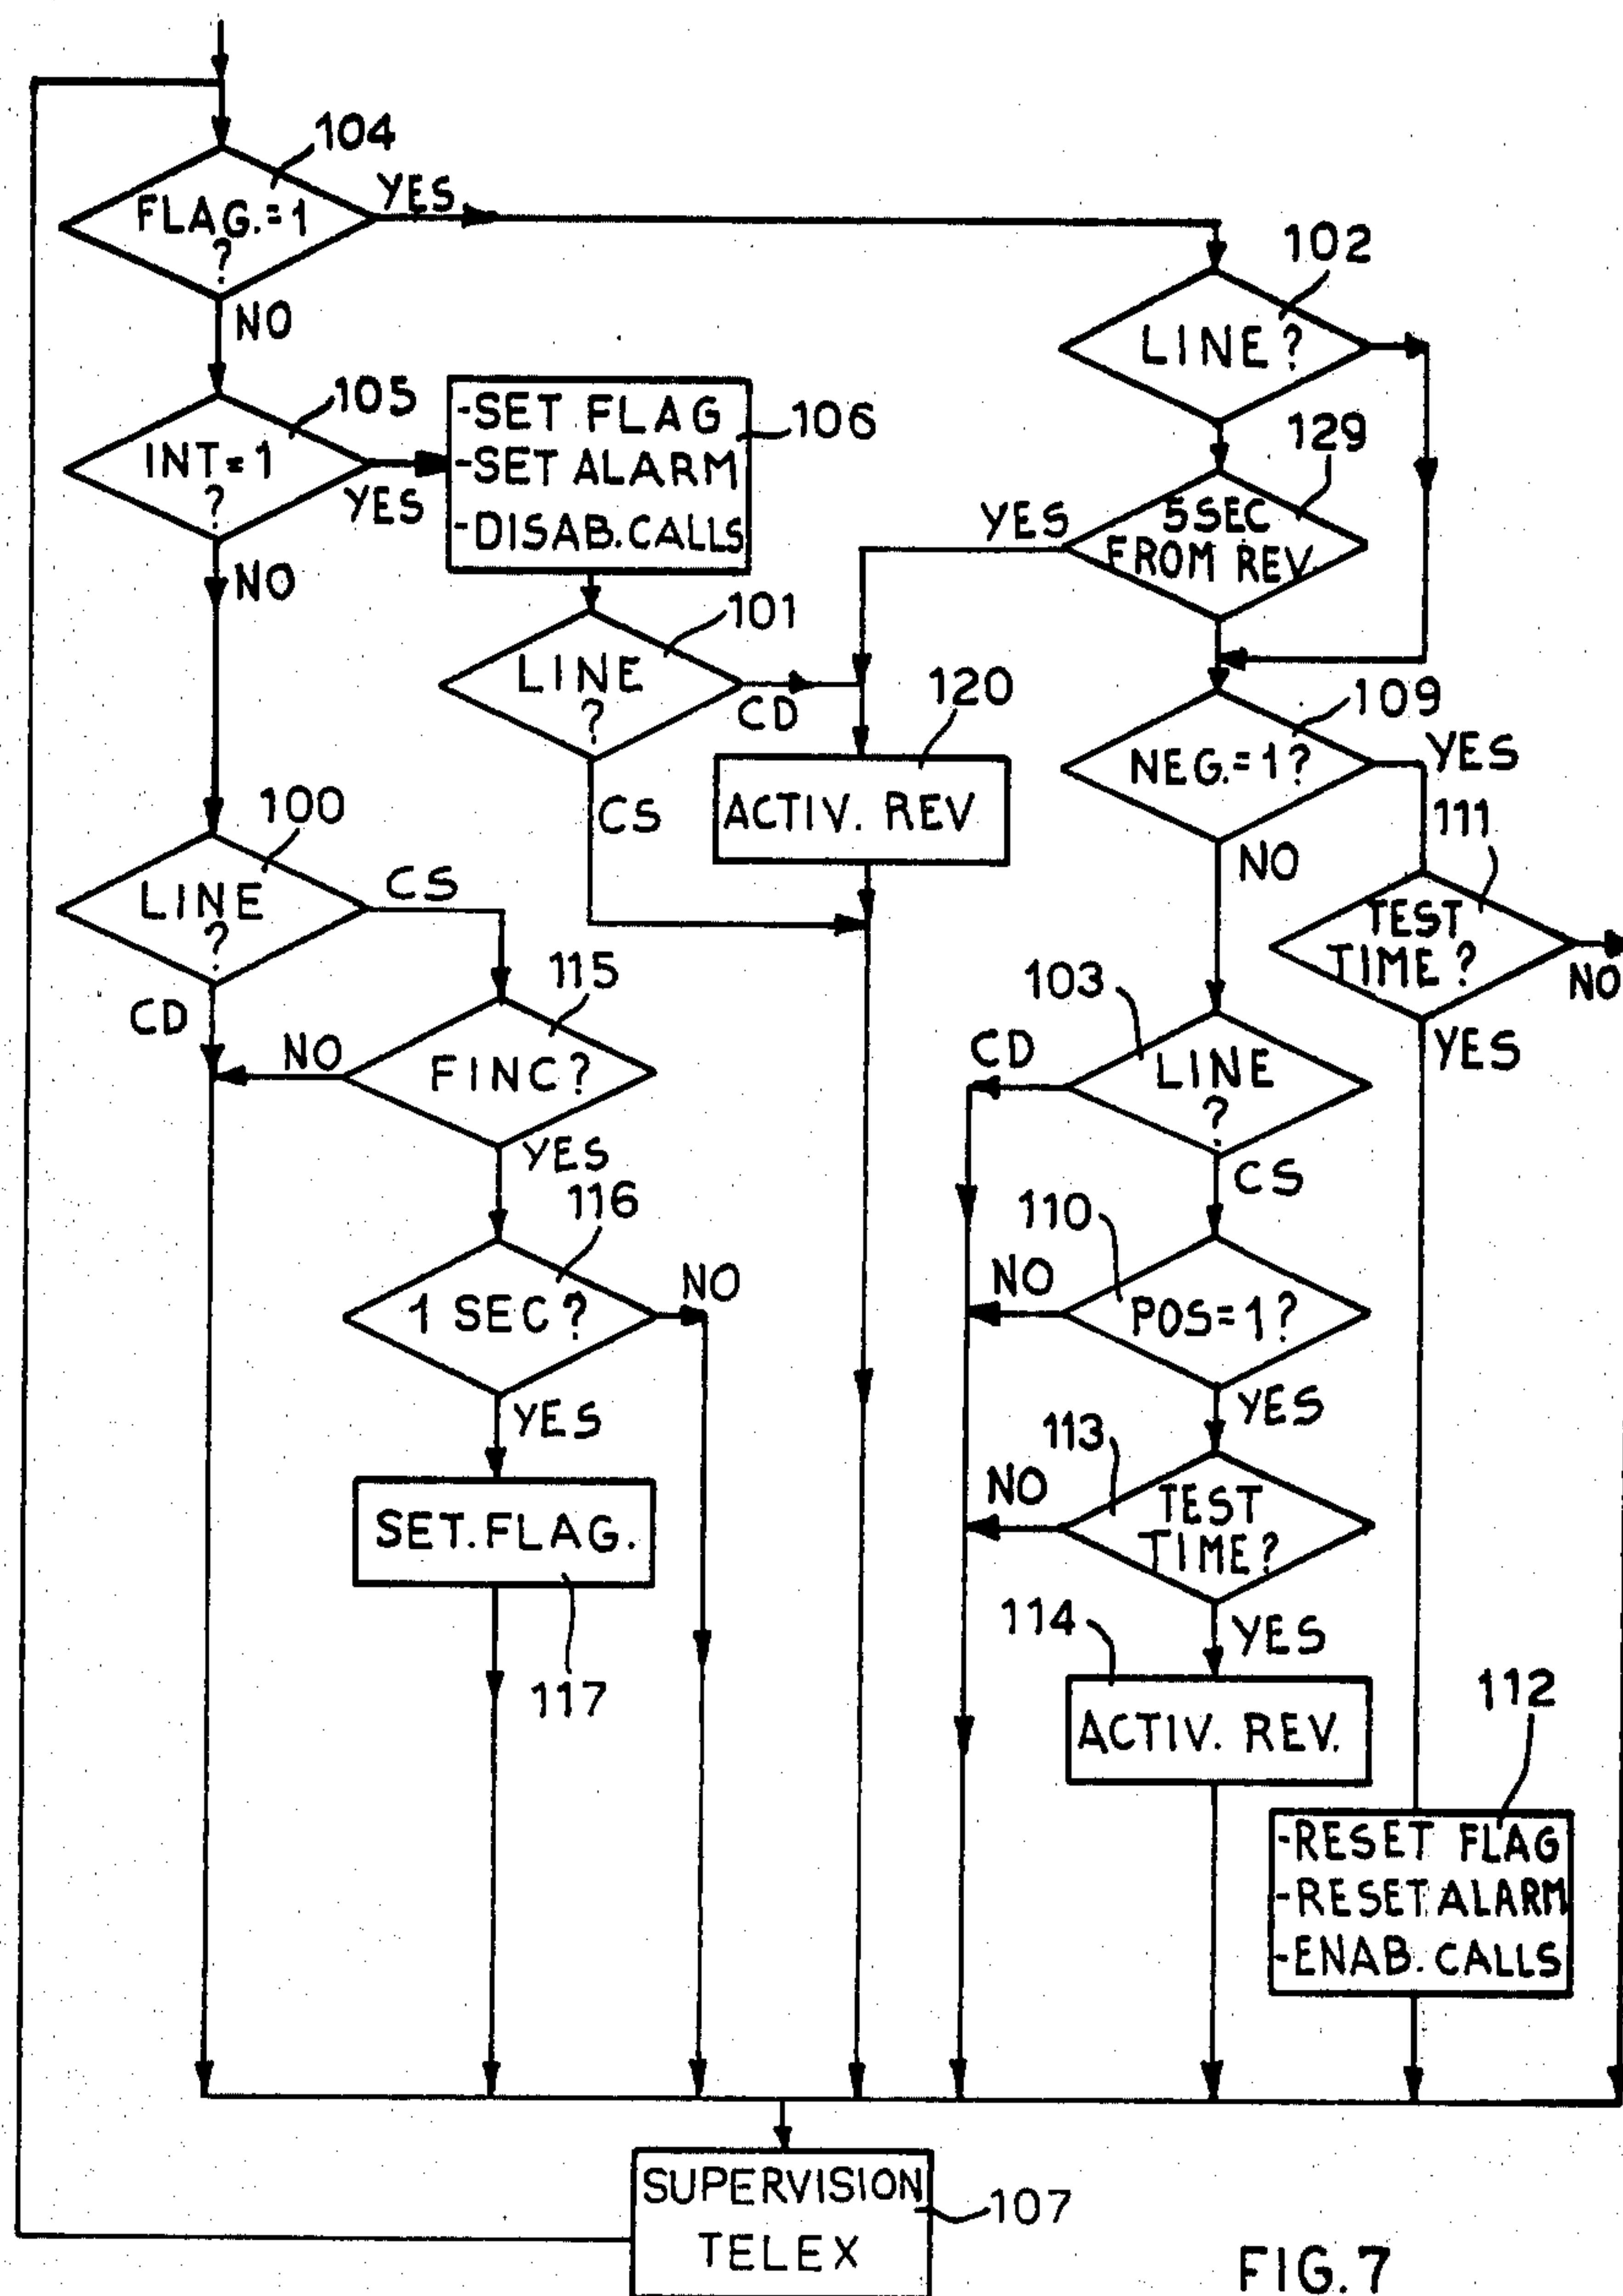 104
FLAG.=1
?
YES
NO
102
LINE?
105
INT=1
?
YES
NO
-SET FLAG
-SET ALARM
-DISAB.CALLS
106
129
5SEC
FROM REV.
YES
101
LINE
?
CD
CS
120
ACTIV. REV
109
NEG.=1?
YES
NO
111
TEST
TIME?
NO
YES
100
LINE
?
CS
CD
115
FINC?
NO
YES
103
LINE
?
CD
CS
116
1 SEC?
NO
YES
110
POS=1?
NO
YES
113
TEST
TIME?
NO
YES
SET.FLAG.
117
114
ACTIV. REV.
112
-RESET FLAG
-RESET ALARM
-ENAB. CALLS
SUPERVISION
TELEX
107
FIG.7